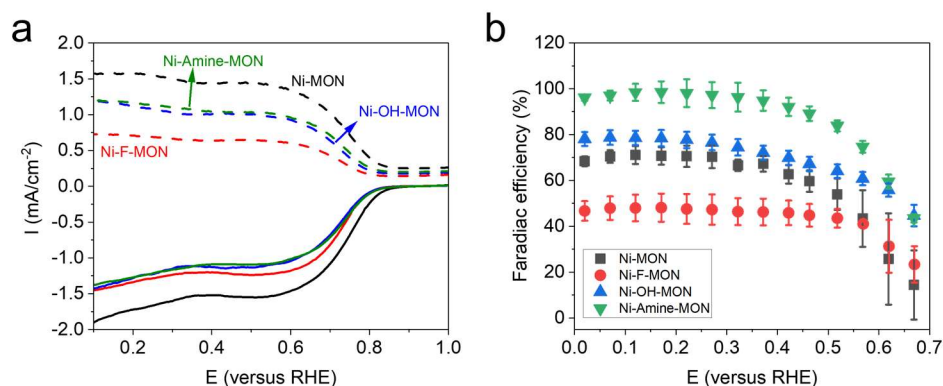 a
2.0
1.5
1.0
0.5
0.0
-0.5
-1.0
-1.5
-2.0
I (mA/cm⁻²)
Ni-Amine-MON
Ni-MON
Ni-OH-MON
Ni-F-MON
0.2
0.4
0.6
0.8
1.0
E (versus RHE)
b
120
100
80
60
40
20
0
Faradiac efficiency (%)
Ni-MON
Ni-F-MON
Ni-OH-MON
Ni-Amine-MON
0.0
0.1
0.2
0.3
0.4
0.5
0.6
0.7
E (versus RHE)